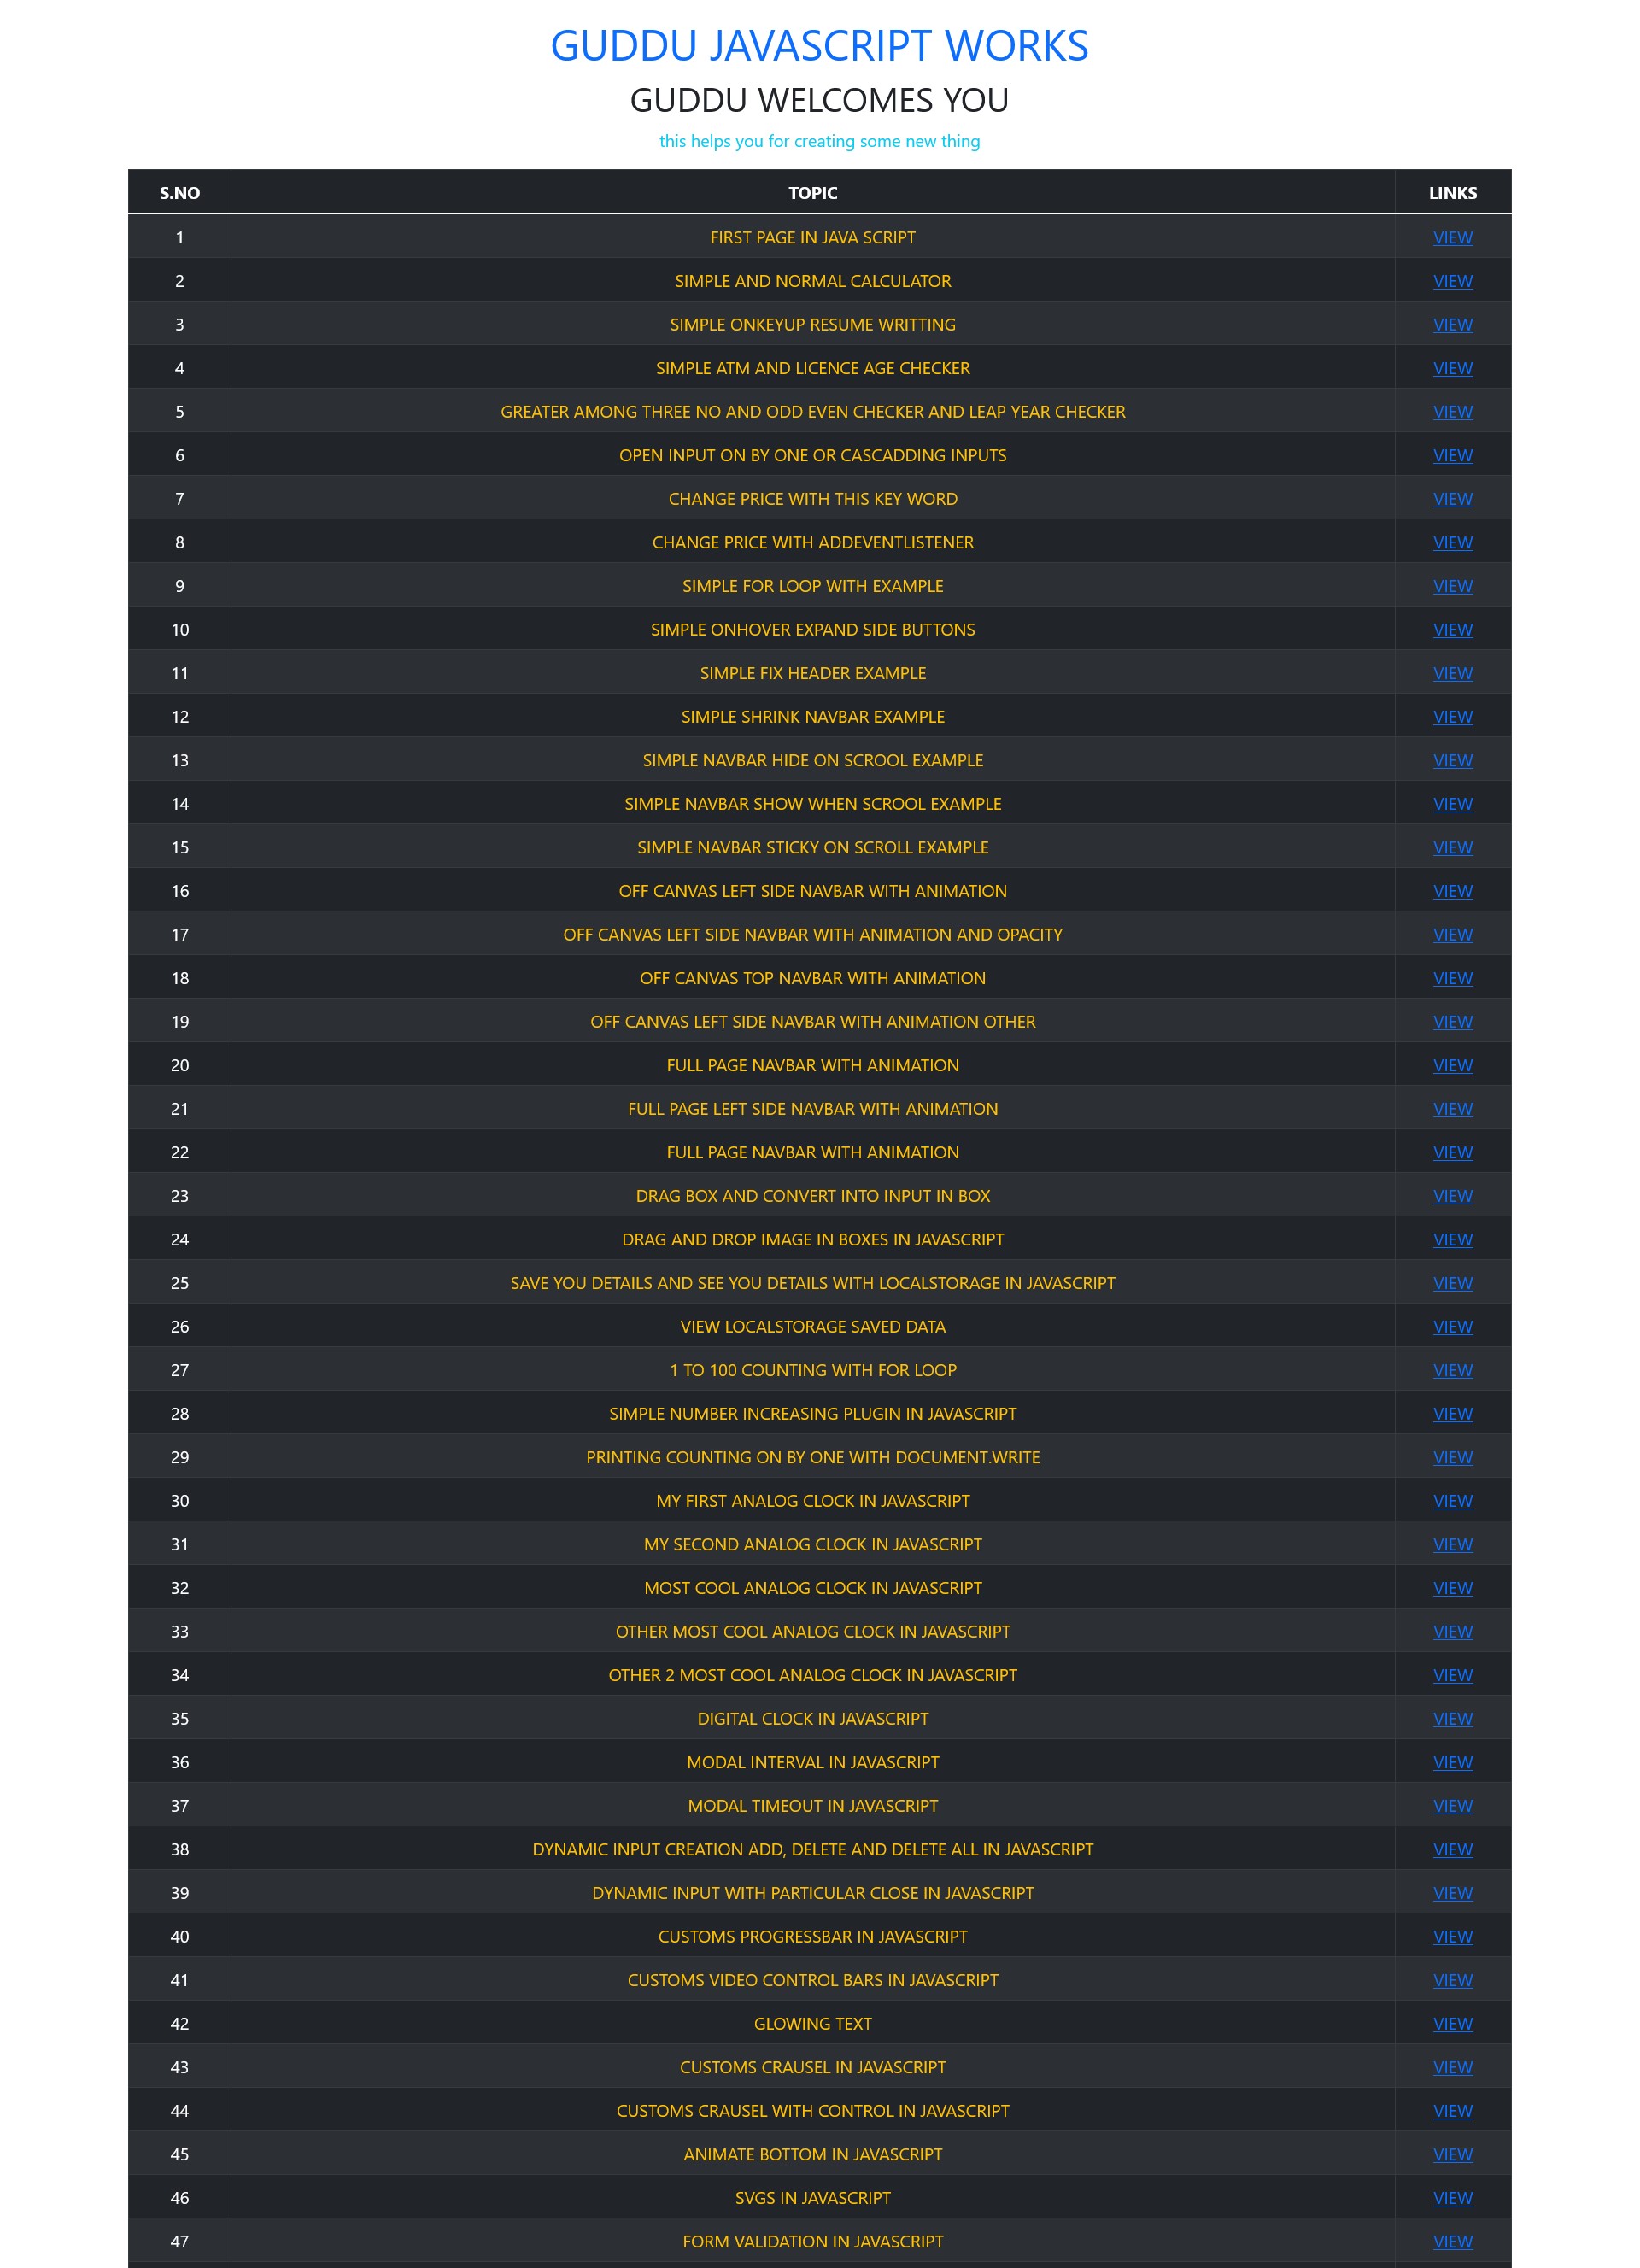 GUDDU JAVASCRIPT WORKS
GUDDU WELCOMES YOU
this helps you for creating some new thing
S.NO TOPIC LINKS
1 FIRST PAGE IN JAVA SCRIPT VIEW
2 SIMPLE AND NORMAL CALCULATOR VIEW
3 SIMPLE ONKEYUP RESUME WRITTING VIEW
4 SIMPLE ATM AND LICENCE AGE CHECKER VIEW
5 GREATER AMONG THREE NO AND ODD EVEN CHECKER AND LEAP YEAR CHECKER VIEW
6 OPEN INPUT ON BY ONE OR CASCADDING INPUTS VIEW
7 CHANGE PRICE WITH THIS KEY WORD VIEW
8 CHANGE PRICE WITH ADDEVENTLISTENER VIEW
9 SIMPLE FOR LOOP WITH EXAMPLE VIEW
10 SIMPLE ONHOVER EXPAND SIDE BUTTONS VIEW
11 SIMPLE FIX HEADER EXAMPLE VIEW
12 SIMPLE SHRINK NAVBAR EXAMPLE VIEW
13 SIMPLE NAVBAR HIDE ON SCROOL EXAMPLE VIEW
14 SIMPLE NAVBAR SHOW WHEN SCROOL EXAMPLE VIEW
15 SIMPLE NAVBAR STICKY ON SCROLL EXAMPLE VIEW
16 OFF CANVAS LEFT SIDE NAVBAR WITH ANIMATION VIEW
17 OFF CANVAS LEFT SIDE NAVBAR WITH ANIMATION AND OPACITY VIEW
18 OFF CANVAS TOP NAVBAR WITH ANIMATION VIEW
19 OFF CANVAS LEFT SIDE NAVBAR WITH ANIMATION OTHER VIEW
20 FULL PAGE NAVBAR WITH ANIMATION VIEW
21 FULL PAGE LEFT SIDE NAVBAR WITH ANIMATION VIEW
22 FULL PAGE NAVBAR WITH ANIMATION VIEW
23 DRAG BOX AND CONVERT INTO INPUT IN BOX VIEW
24 DRAG AND DROP IMAGE IN BOXES IN JAVASCRIPT VIEW
25 SAVE YOU DETAILS AND SEE YOU DETAILS WITH LOCALSTORAGE IN JAVASCRIPT VIEW
26 VIEW LOCALSTORAGE SAVED DATA VIEW
27 1 TO 100 COUNTING WITH FOR LOOP VIEW
28 SIMPLE NUMBER INCREASING PLUGIN IN JAVASCRIPT VIEW
29 PRINTING COUNTING ON BY ONE WITH DOCUMENT.WRITE VIEW
30 MY FIRST ANALOG CLOCK IN JAVASCRIPT VIEW
31 MY SECOND ANALOG CLOCK IN JAVASCRIPT VIEW
32 MOST COOL ANALOG CLOCK IN JAVASCRIPT VIEW
33 OTHER MOST COOL ANALOG CLOCK IN JAVASCRIPT VIEW
34 OTHER 2 MOST COOL ANALOG CLOCK IN JAVASCRIPT VIEW
35 DIGITAL CLOCK IN JAVASCRIPT VIEW
36 MODAL INTERVAL IN JAVASCRIPT VIEW
37 MODAL TIMEOUT IN JAVASCRIPT VIEW
38 DYNAMIC INPUT CREATION ADD, DELETE AND DELETE ALL IN JAVASCRIPT VIEW
39 DYNAMIC INPUT WITH PARTICULAR CLOSE IN JAVASCRIPT VIEW
40 CUSTOMS PROGRESSBAR IN JAVASCRIPT VIEW
41 CUSTOMS VIDEO CONTROL BARS IN JAVASCRIPT VIEW
42 GLOWING TEXT VIEW
43 CUSTOMS CRAUSEL IN JAVASCRIPT VIEW
44 CUSTOMS CRAUSEL WITH CONTROL IN JAVASCRIPT VIEW
45 ANIMATE BOTTOM IN JAVASCRIPT VIEW
46 SVGS IN JAVASCRIPT VIEW
47 FORM VALIDATION IN JAVASCRIPT VIEW